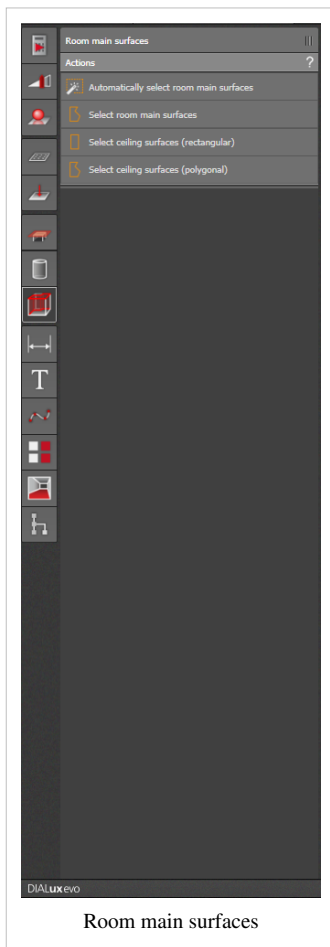 Room main surfaces
Actions ?
Automatically select room main surfaces
Select room main surfaces
Select ceiling surfaces (rectangular)
Select ceiling surfaces (polygonal)
T
DIALux evo
Room main surfaces